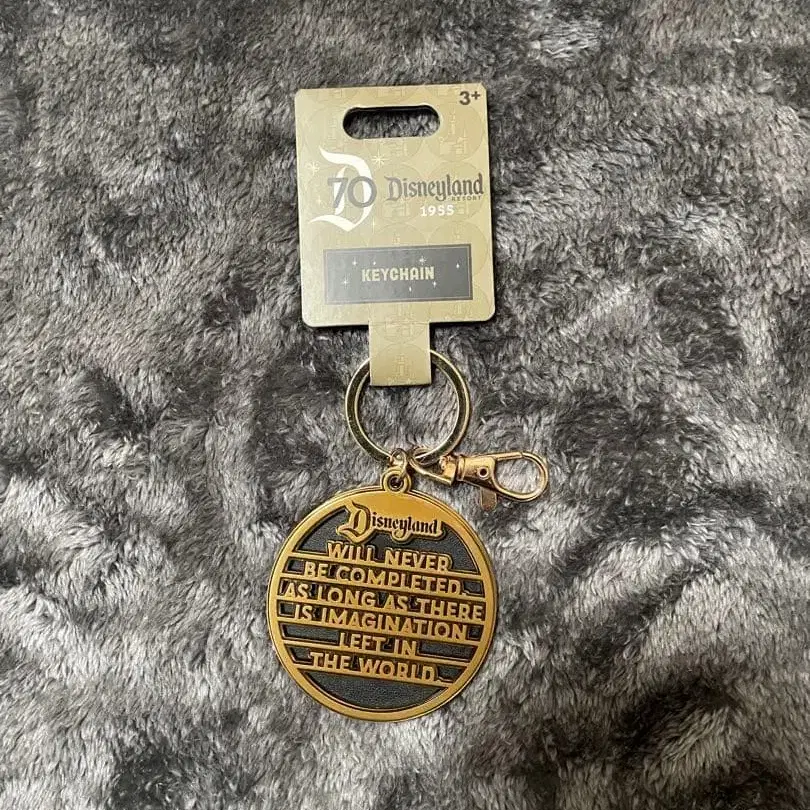 3+
70 Disneyland
RESORT
1955
KEYCHAIN
Disneyland
WILL NEVER
BE COMPLETED
AS LONG AS THERE
IS IMAGINATION
LEFT IN
THE WORLD